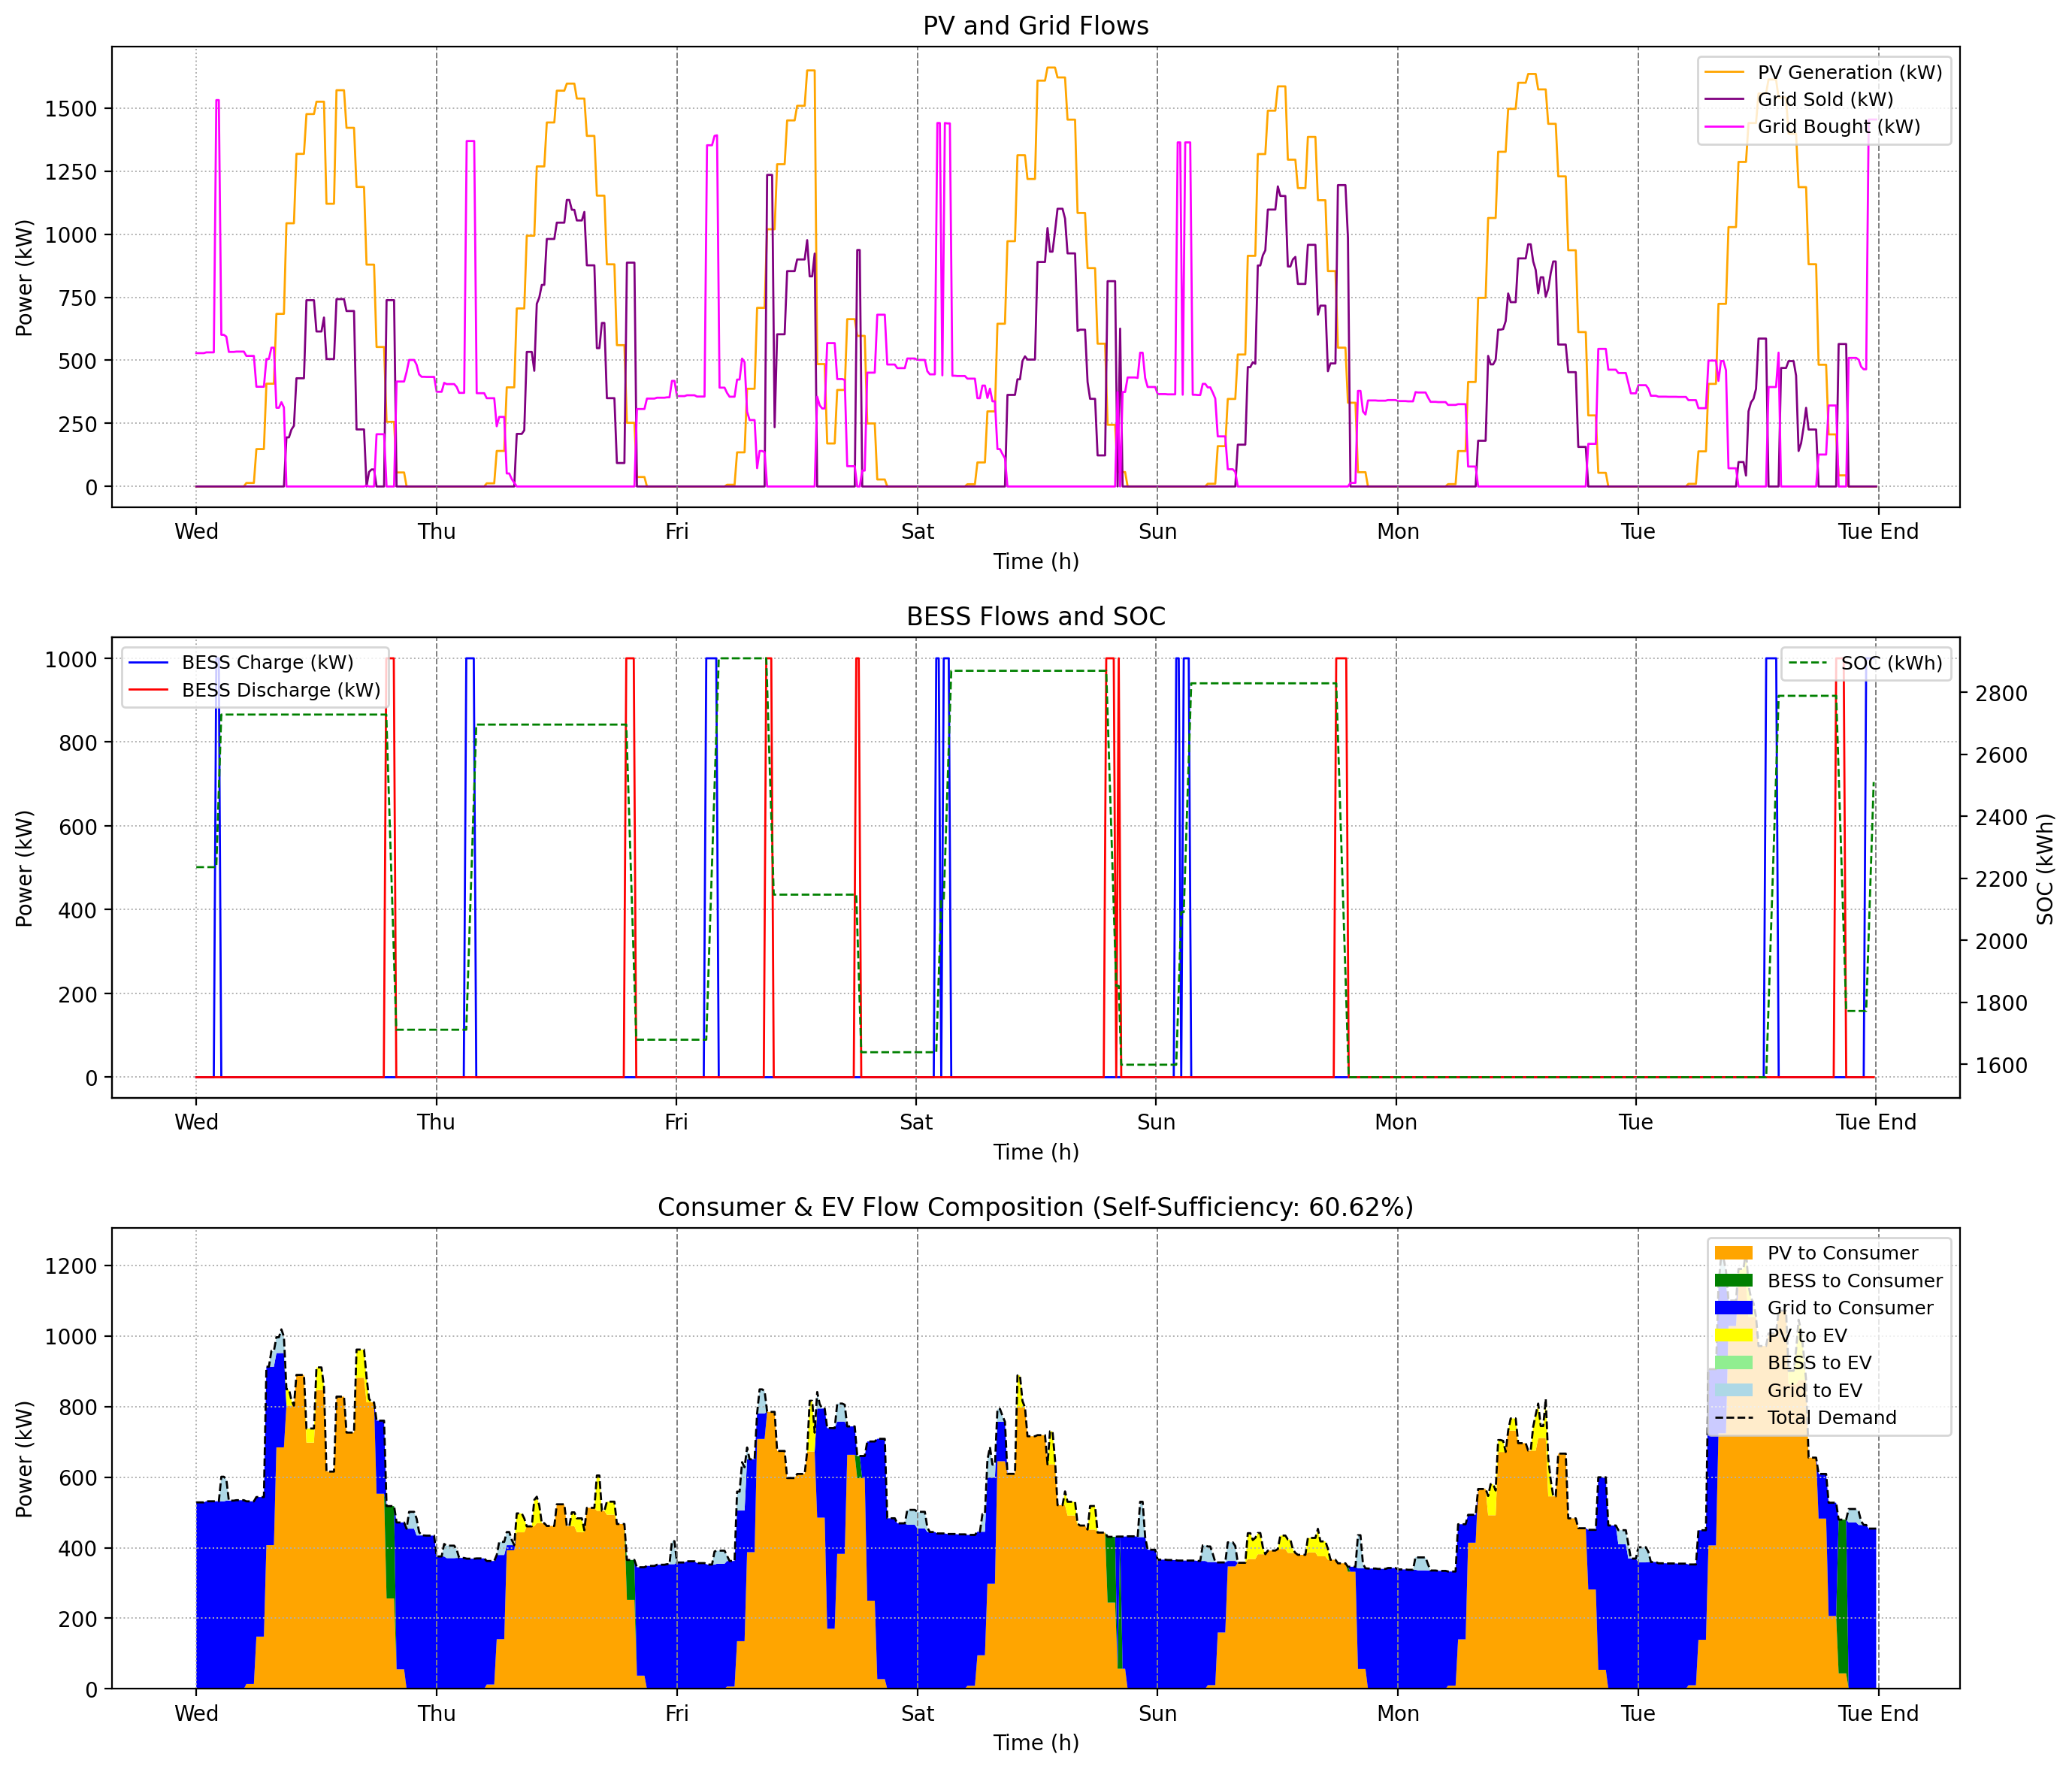 PV and Grid Flows
PV Generation (kW)
Grid Sold (kW)
Grid Bought (kW)
Power (kW)
1500
1250
1000
750
500
250
0
Wed Thu Fri Sat Sun Mon Tue Tue End
Time (h)
BESS Flows and SOC
BESS Charge (kW)
BESS Discharge (kW)
SOC (kWh)
Power (kW)
1000
800
600
400
200
0
SOC (kWh)
2800
2600
2400
2200
2000
1800
1600
Wed Thu Fri Sat Sun Mon Tue Tue End
Time (h)
Consumer & EV Flow Composition (Self-Sufficiency: 60.62%)
PV to Consumer
BESS to Consumer
Grid to Consumer
PV to EV
BESS to EV
Grid to EV
Total Demand
Power (kW)
1200
1000
800
600
400
200
0
Wed Thu Fri Sat Sun Mon Tue Tue End
Time (h)